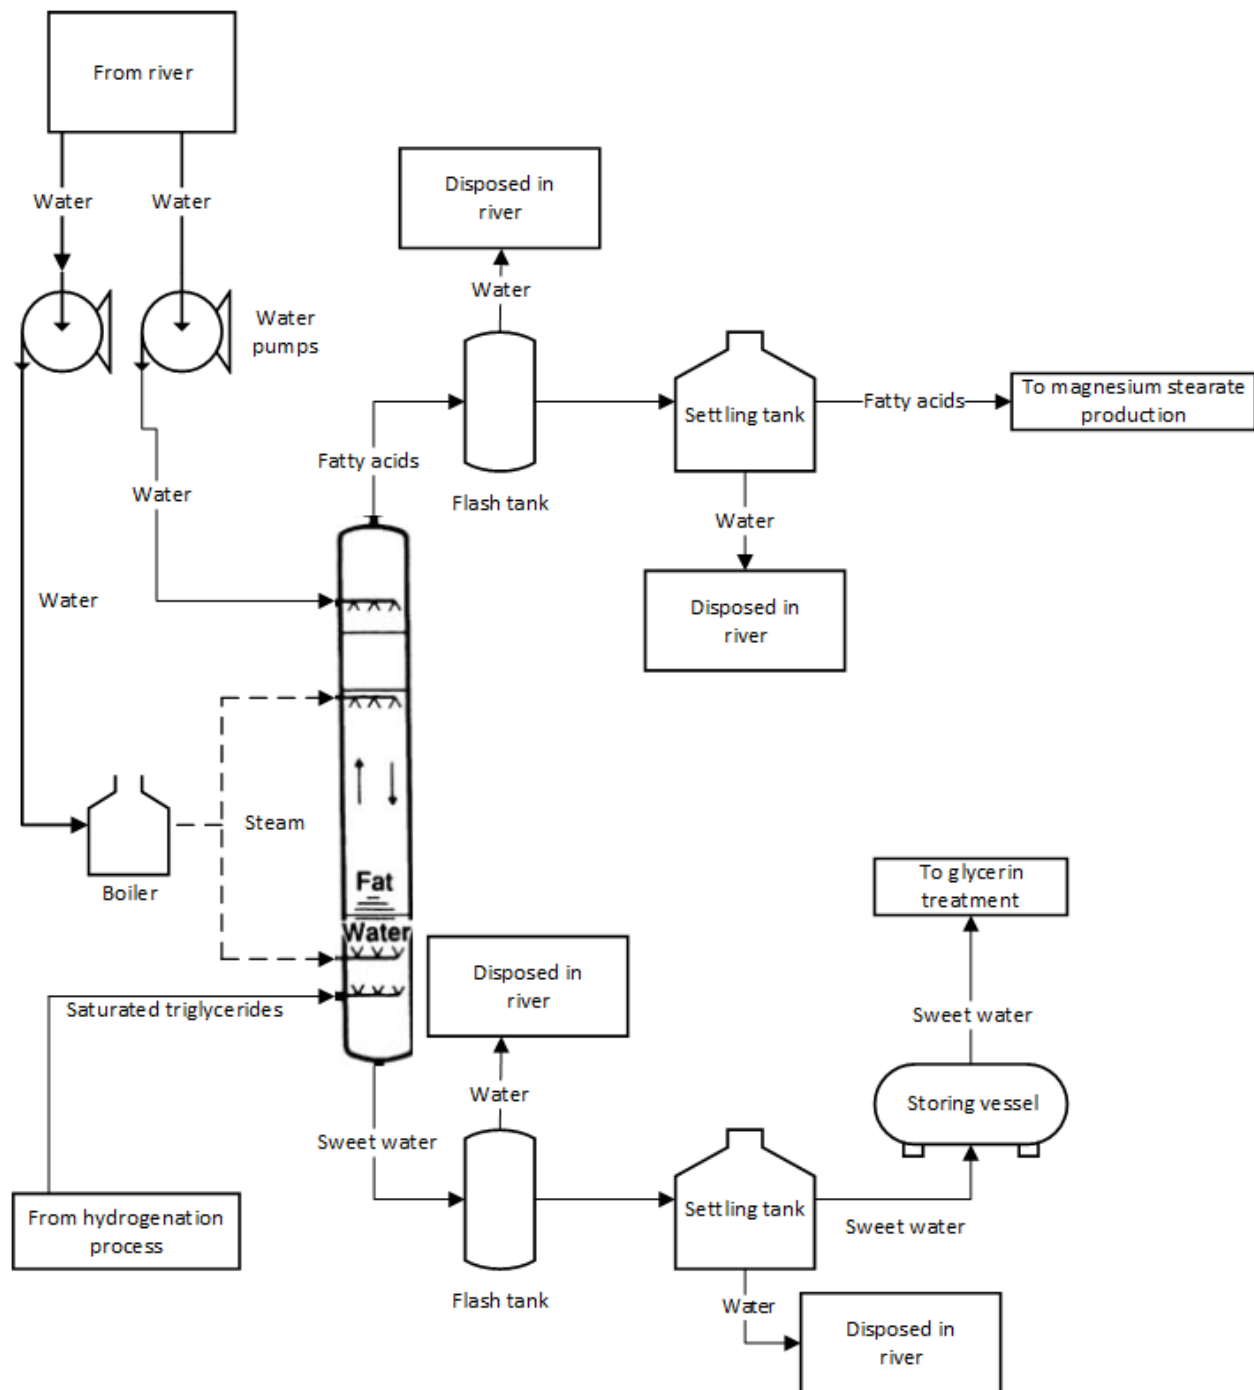 From river
Water
Water
Water
pumps
Disposed in
river
Water
Flash tank
Settling tank
Fatty acids
To magnesium stearate
production
Water
Disposed in
river
Fatty acids
Water
Water
Steam
Boiler
Fat
Water
Saturated triglycerides
From hydrogenation
process
Sweet water
Disposed in
river
Water
Flash tank
Settling tank
Sweet water
Water
Disposed in
river
Storing vessel
Sweet water
To glycerin
treatment